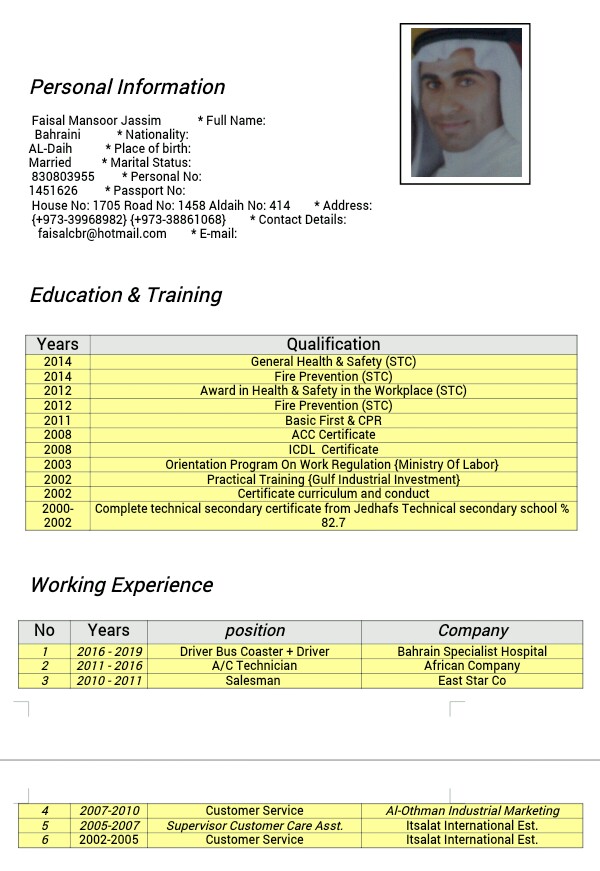 Personal Information
Faisal Mansoor Jassim * Full Name:
Bahraini * Nationality:
AL-Daih * Place of birth:
Married * Marital Status:
830803955 * Personal No:
1451626 * Passport No:
House No: 1705 Road No: 1458 Aldaih No: 414 * Address:
{+973-39968982} {+973-38861068} * Contact Details:
faisalcbr@hotmail.com * E-mail:
Education & Training
Years Qualification
2014 General Health & Safety (STC)
2014 Fire Prevention (STC)
2012 Award in Health & Safety in the Workplace (STC)
2012 Fire Prevention (STC)
2011 Basic First & CPR
2008 ACC Certificate
2008 ICDL Certificate
2003 Orientation Program On Work Regulation {Ministry Of Labor}
2002 Practical Training {Gulf Industrial Investment}
2002 Certificate curriculum and conduct
2000- Complete technical secondary certificate from Jedhafs Technical secondary school %
2002 82.7
Working Experience
No Years position Company
1 2016 - 2019 Driver Bus Coaster + Driver Bahrain Specialist Hospital
2 2011 - 2016 A/C Technician African Company
3 2010 - 2011 Salesman East Star Co
4 2007-2010 Customer Service Al-Othman Industrial Marketing
5 2005-2007 Supervisor Customer Care Asst. Itsalat International Est.
6 2002-2005 Customer Service Itsalat International Est.